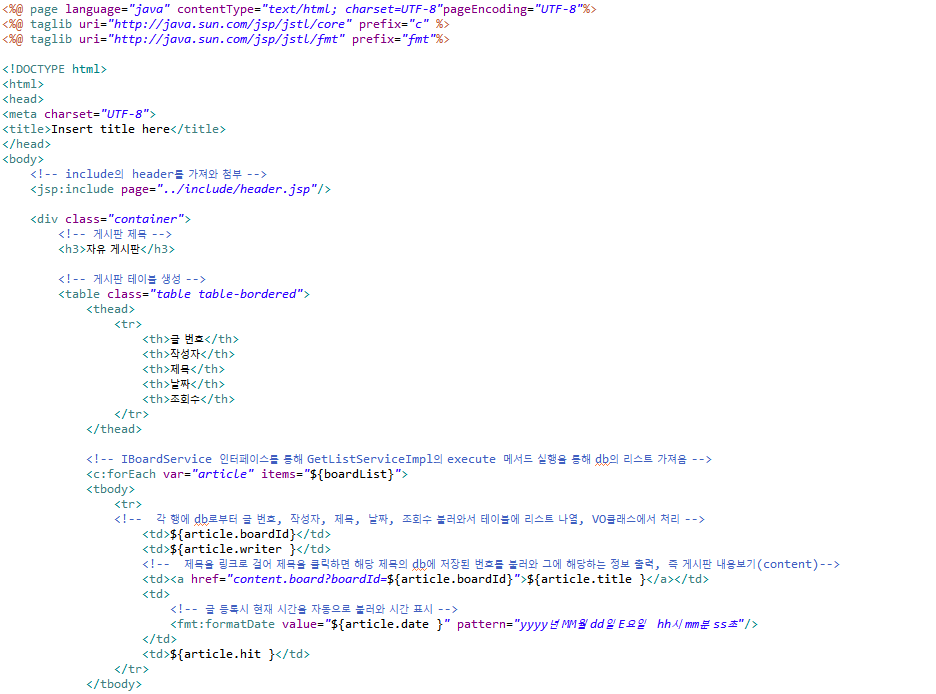 <%@ page language="java" contentType="text/html; charset=UTF-8"pageEncoding="UTF-8"%>
<%@ taglib uri="http://java.sun.com/jsp/jstl/core" prefix="c" %>
<%@ taglib uri="http://java.sun.com/jsp/jstl/fmt" prefix="fmt"%>

<!DOCTYPE html>
<html>
<head>
<meta charset="UTF-8">
<title>Insert title here</title>
</head>
<body>
    <!-- include의 header를 가져와 첨부 -->
    <jsp:include page="../include/header.jsp"/>

    <div class="container">
        <!-- 게시판 제목 -->
        <h3>자유 게시판</h3>

        <!-- 게시판 테이블 생성 -->
        <table class="table table-bordered">
            <thead>
                <tr>
                    <th>글 번호</th>
                    <th>작성자</th>
                    <th>제목</th>
                    <th>날짜</th>
                    <th>조회수</th>
                </tr>
            </thead>

            <!-- IBoardService 인터페이스를 통해 GetListServiceImpl의 execute 메서드 실행을 통해 db의 리스트 가져옴 -->
            <c:forEach var="article" items="${boardList}">
            <tbody>
                <tr>
                <!--  각 행에 db로부터 글 번호, 작성자, 제목, 날짜, 조회수 불러와서 테이블에 리스트 나열, VO클래스에서 처리 -->
                    <td>${article.boardId}</td>
                    <td>${article.writer }</td>
                    <!--  제목을 링크로 걸어 제목을 클릭하면 해당 제목의 db에 저장된 번호를 불러와 그에 해당하는 정보 출력, 즉 게시판 내용보기(content)-->
                    <td><a href="content.board?boardId=${article.boardId}">${article.title }</a></td>
                    <td>
                        <!-- 글 등록시 현재 시간을 자동으로 불러와 시간 표시 -->
                        <fmt:formatDate value="${article.date }" pattern="yyyy년 MM월 dd일 E요일  hh시 mm분 ss초"/>
                    </td>
                    <td>${article.hit }</td>
                </tr>
            </tbody>